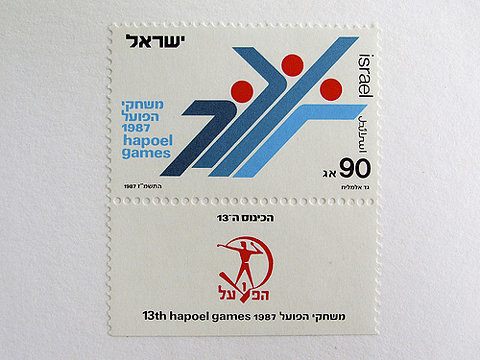 ישראל
israel
اسرائيل
משחקי
הפועל
1987
hapoel
games
90 אג
1987 התשמ"ז
גד אלמליח
הכינוס ה־13
הפועל
13th hapoel games 1987 משחקי הפועל